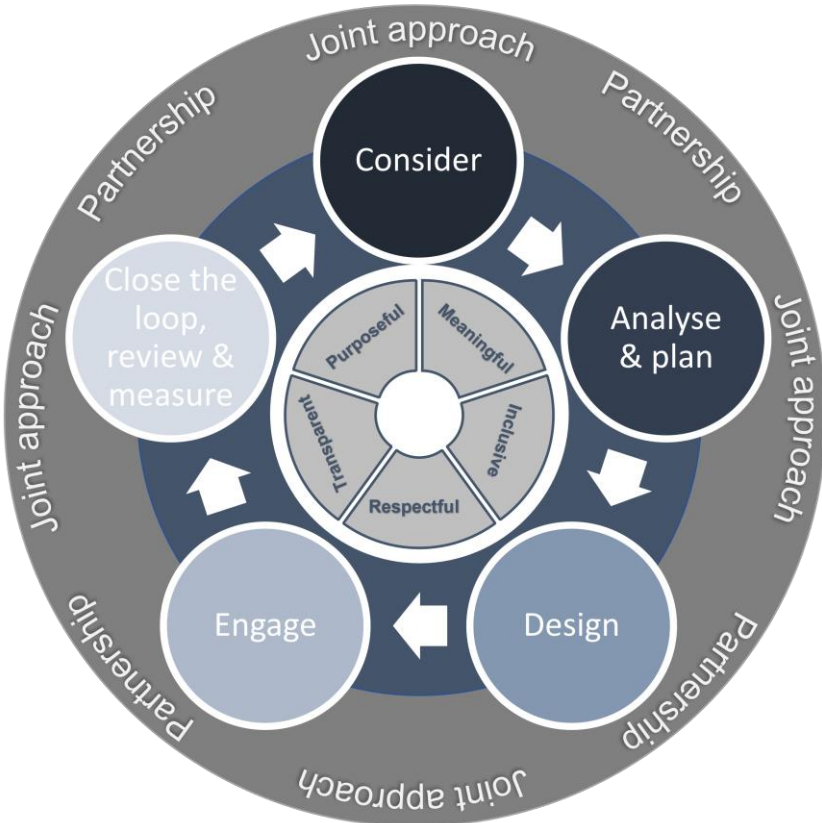 Joint approach
Partnership
Joint approach
Partnership
Joint approach
Partnership
Joint approach
Partnership
Consider
Analyse
& plan
Design
Engage
Close the
loop,
review &
measure
Meaningful
Inclusive
Respectful
Transparent
Purposeful